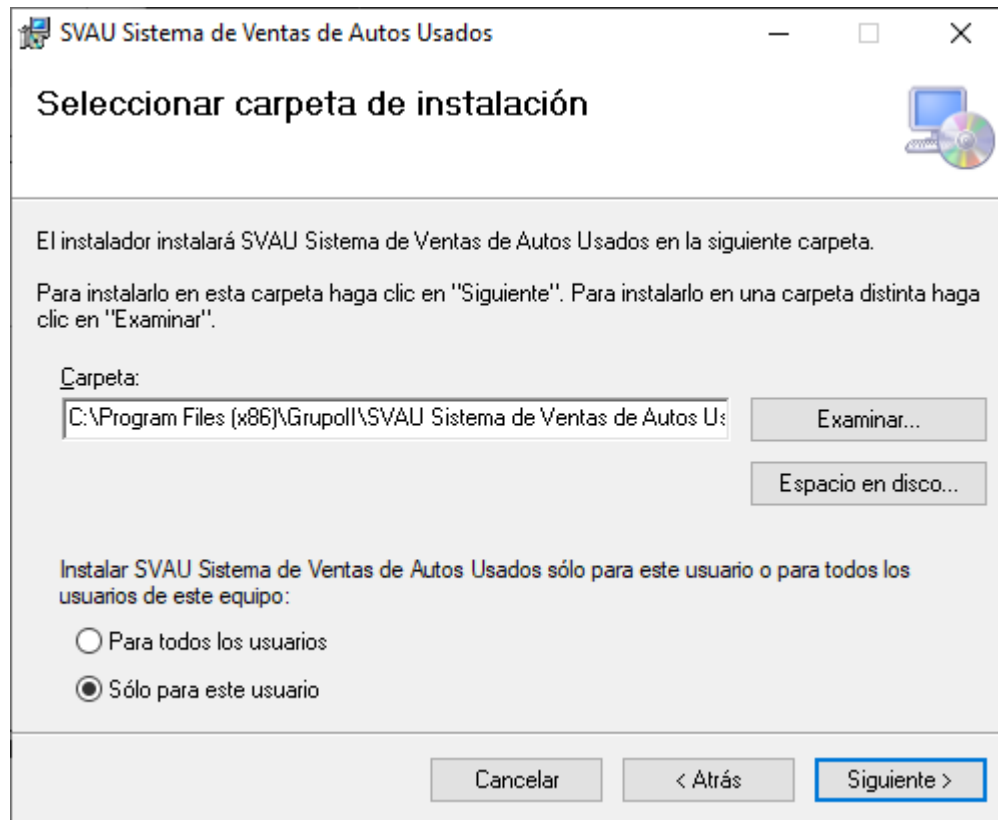 SVAU Sistema de Ventas de Autos Usados
Seleccionar carpeta de instalación
El instalador instalará SVAU Sistema de Ventas de Autos Usados en la siguiente carpeta.
Para instalarlo en esta carpeta haga clic en "Siguiente". Para instalarlo en una carpeta distinta haga
clic en "Examinar".
Carpeta:
C:\Program Files (x86)\GrupoII\SVAU Sistema de Ventas de Autos Us
Examinar...
Espacio en disco...
Instalar SVAU Sistema de Ventas de Autos Usados sólo para este usuario o para todos los
usuarios de este equipo:
Para todos los usuarios
Sólo para este usuario
Cancelar
< Atrás
Siguiente >